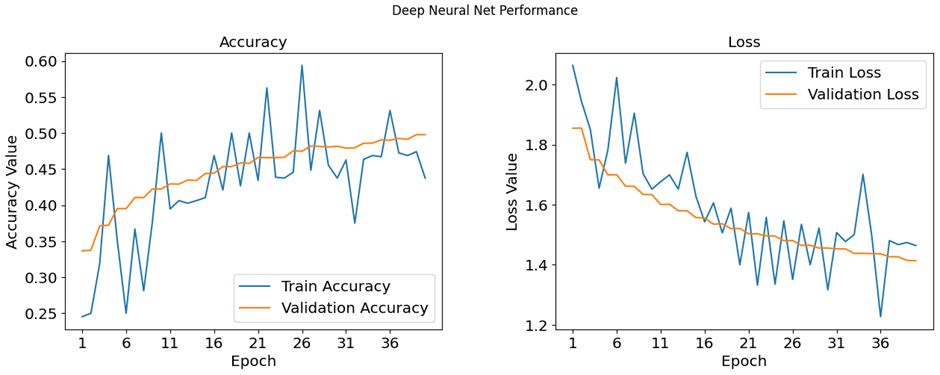 Deep Neural Net Performance
Accuracy
Accuracy Value
0.60
0.55
0.50
0.45
0.40
0.35
0.30
0.25
Train Accuracy
Validation Accuracy
1 6 11 16 21 26 31 36
Epoch
Loss
Loss Value
2.0
1.8
1.6
1.4
1.2
Train Loss
Validation Loss
1 6 11 16 21 26 31 36
Epoch